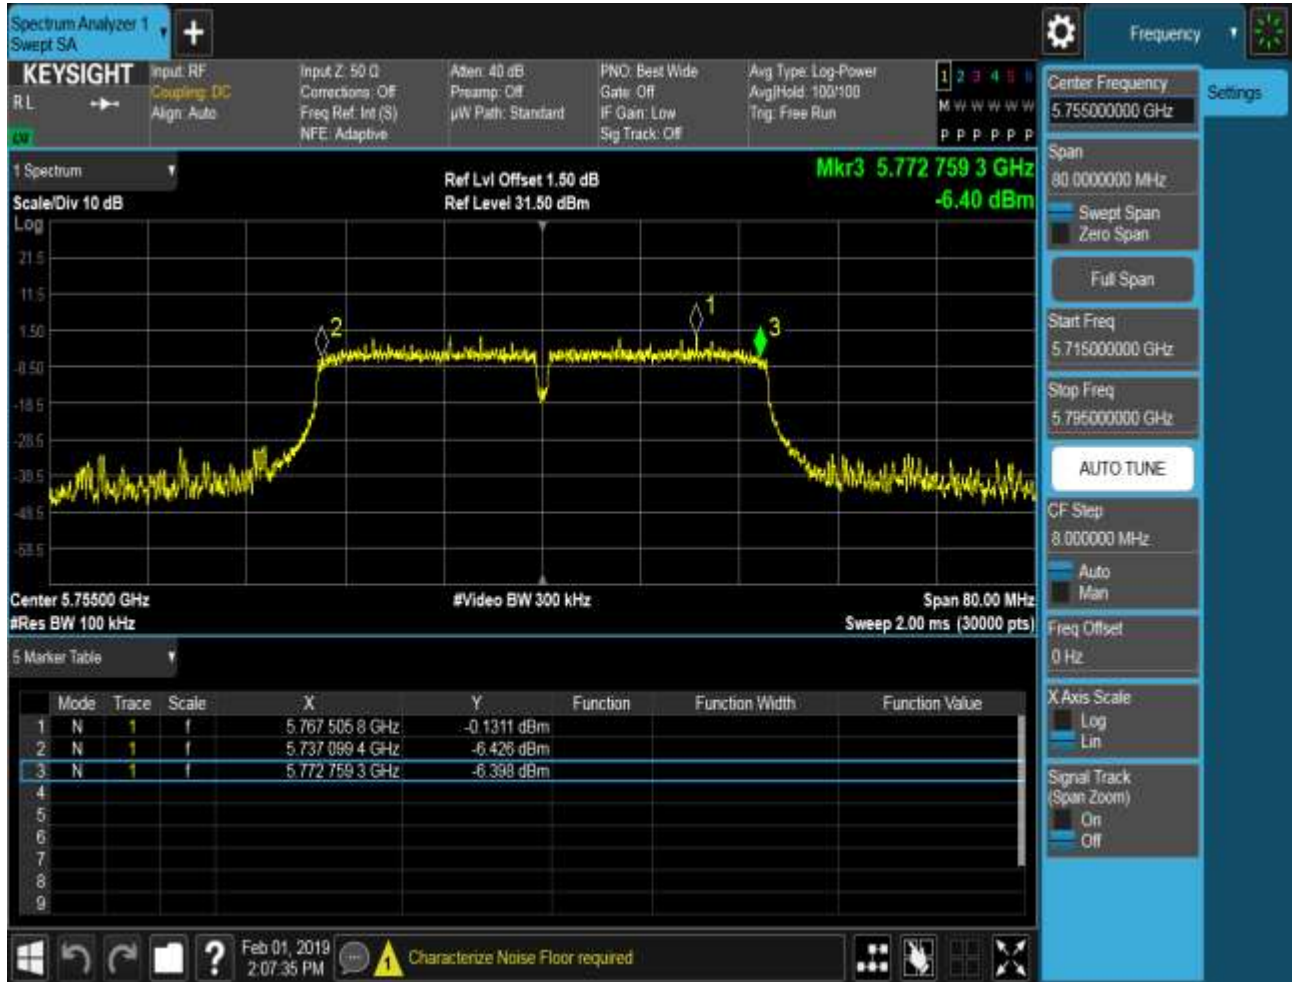 Spectrum Analyzer 1
Swept SA
+
Frequency
KEYSIGHT
R L
Input: RF
Coupling: DC
Align: Auto
Input Z: 50 Ω
Corrections: Off
Freq Ref: Int (S)
NFE: Adaptive
Atten: 40 dB
Preamp: Off
µW Path: Standard
PNO: Best Wide
Gate: Off
IF Gain: Low
Sig Track: Off
Avg Type: Log-Power
Avg|Hold: 100/100
Trig: Free Run
1 2 3 4 5 6
M W W W W W
P P P P P P
1 Spectrum
Scale/Div 10 dB
Ref Lvl Offset 1.50 dB
Ref Level 31.50 dBm
Mkr3 5.772 759 3 GHz
-6.40 dBm
Log
21.5
11.5
1.50
-8.50
-18.5
-28.5
-38.5
-48.5
-58.5
2
1
3
Center 5.75500 GHz
#Video BW 300 kHz
Span 80.00 MHz
#Res BW 100 kHz
Sweep 2.00 ms (30000 pts)
5 Marker Table
Mode Trace Scale X Y Function Function Width Function Value
1 N 1 f 5.767 505 8 GHz -0.1311 dBm
2 N 1 f 5.737 099 4 GHz -6.426 dBm
3 N 1 f 5.772 759 3 GHz -6.398 dBm
4
5
6
7
8
9
Feb 01, 2019
2:07:35 PM
?
1
Characterize Noise Floor required
Center Frequency
5.755000000 GHz
Settings
Span
80.0000000 MHz
Swept Span
Zero Span
Full Span
Start Freq
5.715000000 GHz
Stop Freq
5.795000000 GHz
AUTO TUNE
CF Step
8.000000 MHz
Auto
Man
Freq Offset
0 Hz
X Axis Scale
Log
Lin
Signal Track
(Span Zoom)
On
Off